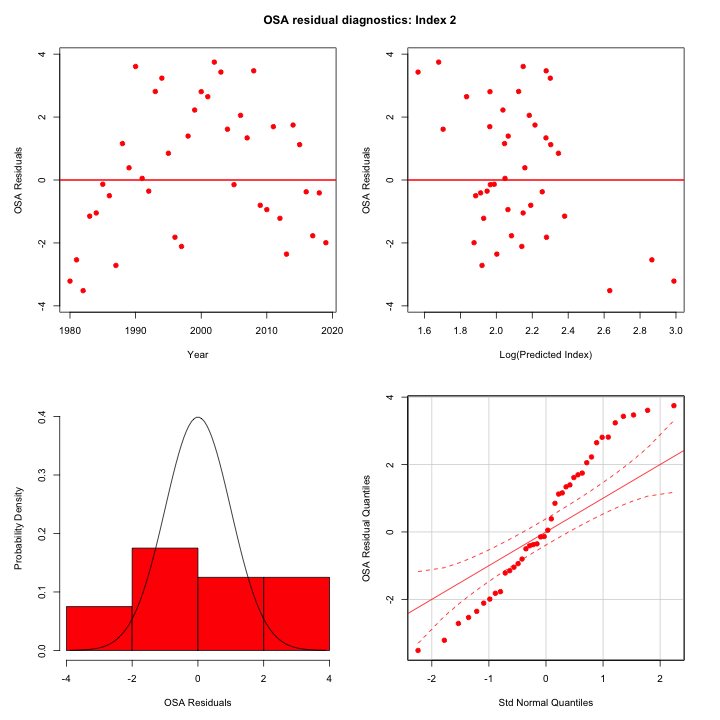 OSA residual diagnostics: Index 2
OSA Residuals
4
2
0
-2
-4
1980 1990 2000 2010 2020
Year
OSA Residuals
4
2
0
-2
-4
1.6 1.8 2.0 2.2 2.4 2.6 2.8 3.0
Log(Predicted Index)
Probability Density
0.4
0.3
0.2
0.1
0.0
-4 -2 0 2 4
OSA Residuals
OSA Residual Quantiles
4
2
0
-2
-2 -1 0 1 2
Std Normal Quantiles